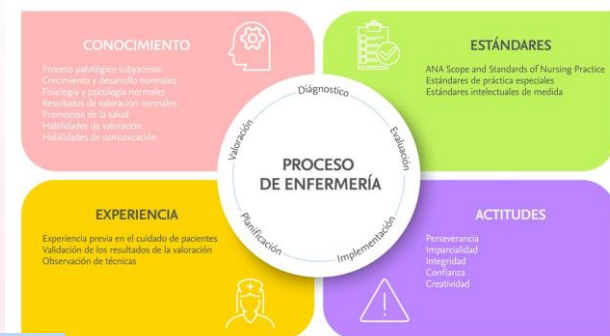 CONOCIMIENTO
Proceso patológico subyacente
Crecimiento y desarrollo normales
Fisiología y psicología normales
Resultados de valoración normales
Promoción de la salud
Habilidades de valoración
Habilidades de comunicación
ESTÁNDARES
ANA Scope and Standards of Nursing Practice
Estándares de práctica especiales
Estándares intelectuales de medida
Diágnostico
Valoración
Evaluación
PROCESO
DE ENFERMERÍA
Planificación
Implementación
EXPERIENCIA
Experiencia previa en el cuidado de pacientes
Validación de los resultados de la valoración
Observación de técnicas
ACTITUDES
Perseverancia
Imparcialidad
Integridad
Confianza
Creatividad